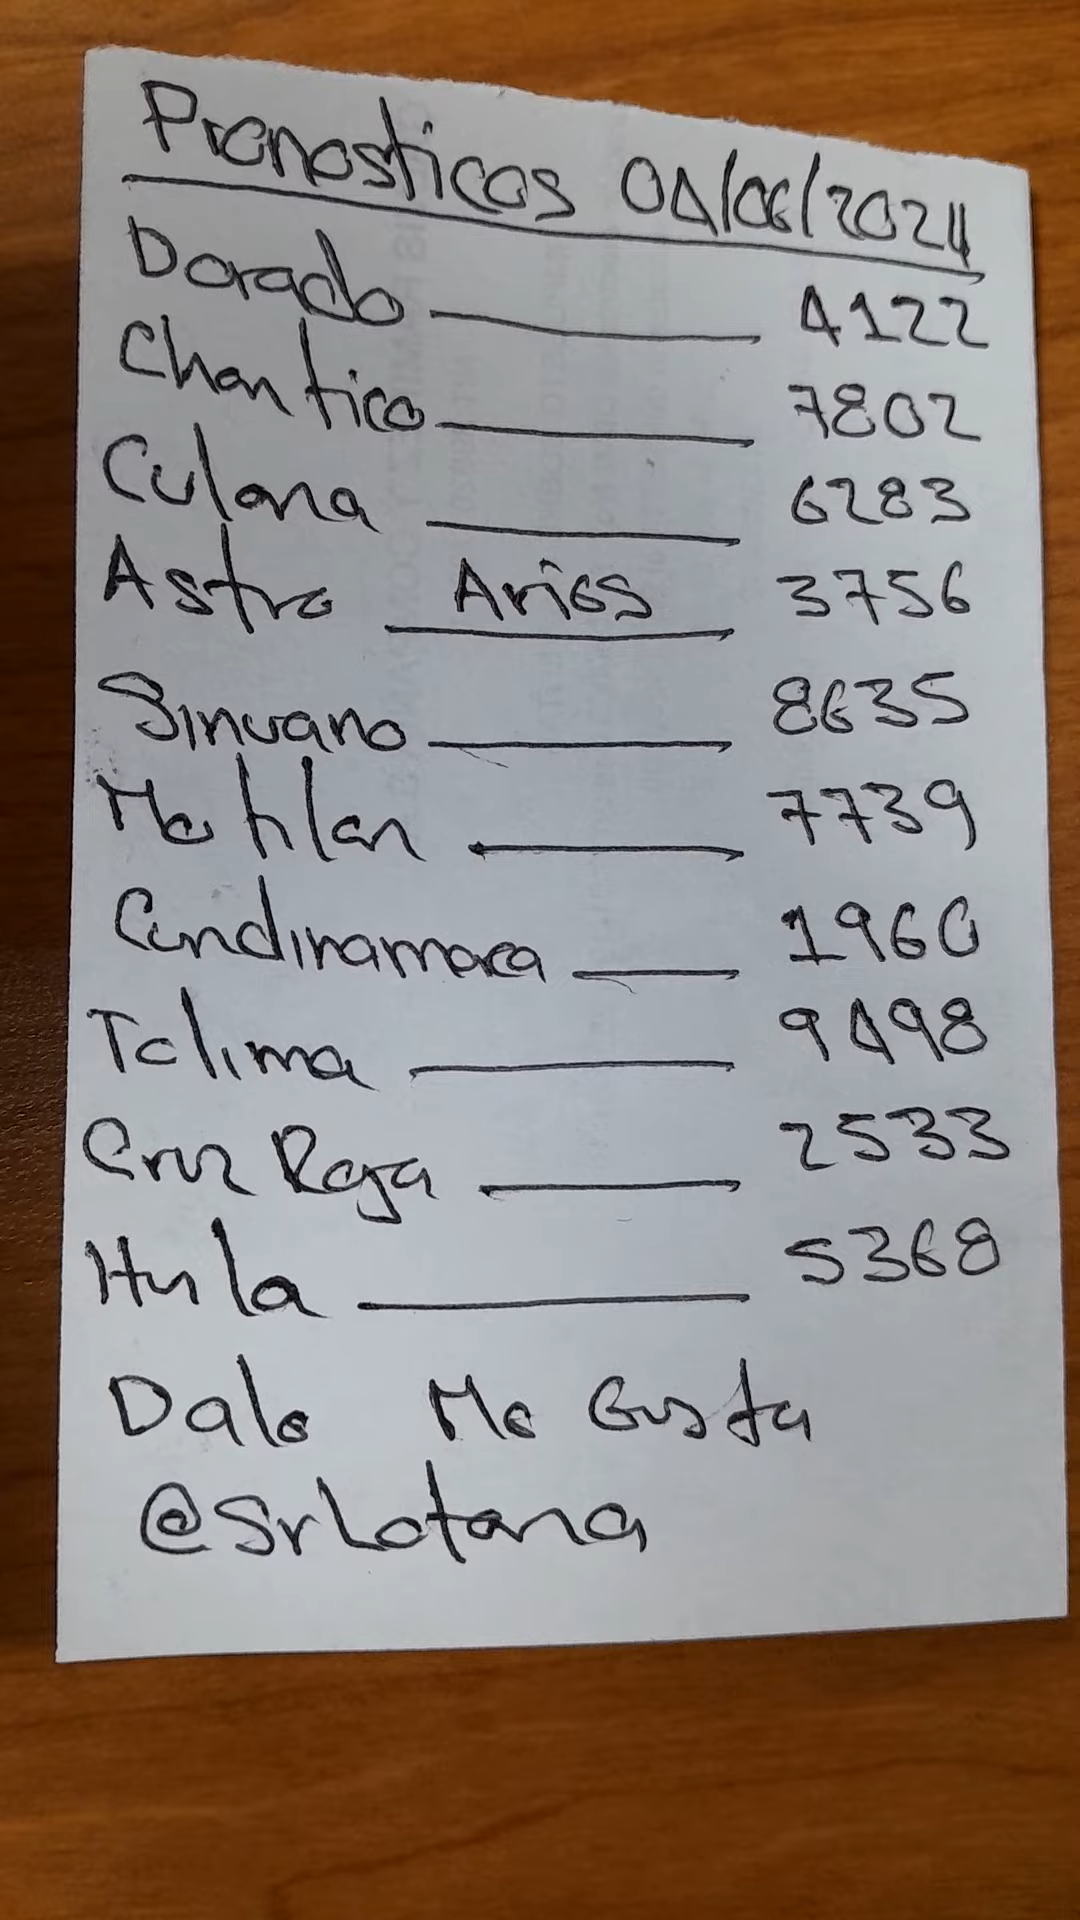 Pronosticos 04/06/2024
Dorado 4122
Chontico 7802
Culona 6283
Astro Aries 3756
Sinuano 8635
Motilon 7739
Cundinamarca 1960
Tolima 9498
Cruz Roja 2533
Huila 5368
Dale Me Gusta
@SrLotana